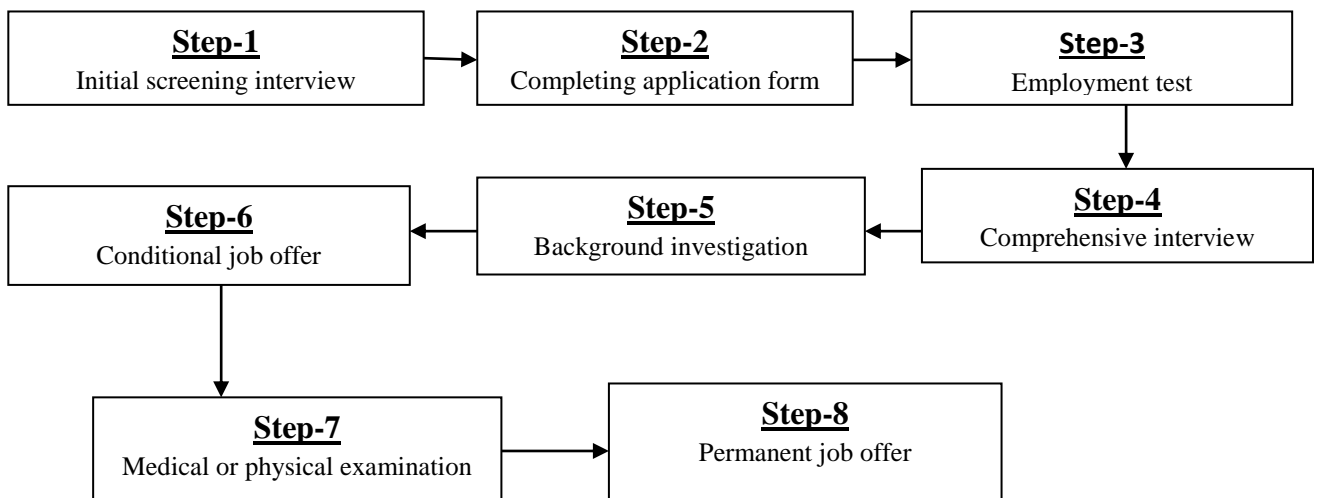 Step-1
Initial screening interview
Step-2
Completing application form
Step-3
Employment test
Step-4
Comprehensive interview
Step-5
Background investigation
Step-6
Conditional job offer
Step-7
Medical or physical examination
Step-8
Permanent job offer